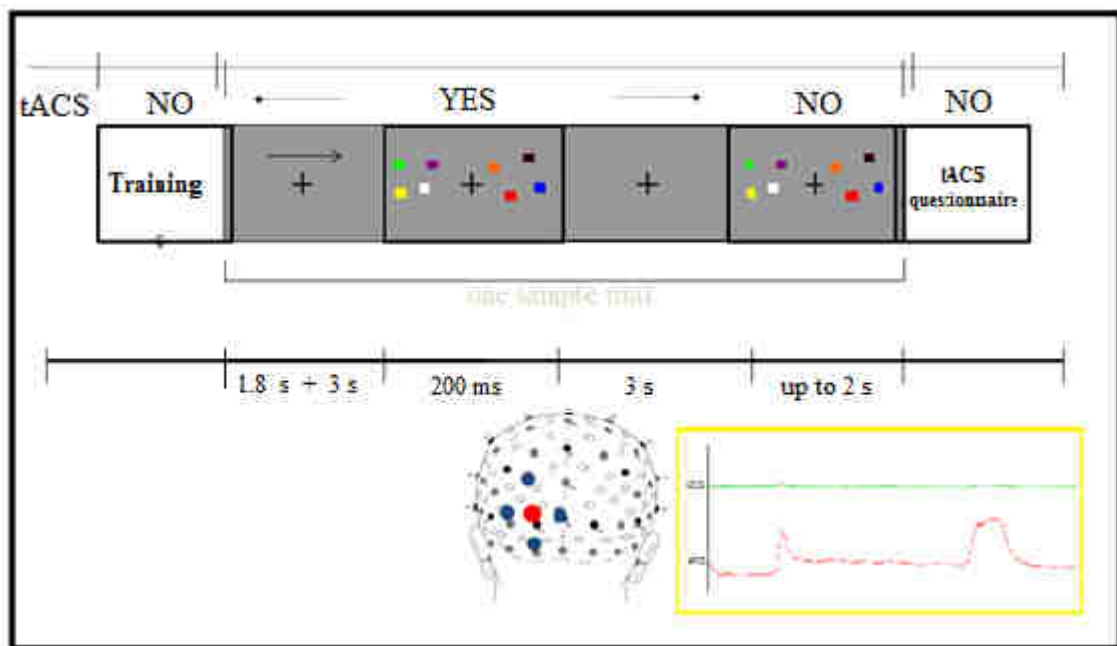 tACS NO YES NO NO
Training
+ + + +
tACS
questionnaire
one sample trial
1.8 s + 3 s 200 ms 3 s up to 2 s